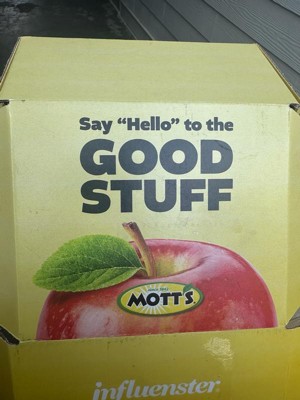 Say “Hello” to the
GOOD
STUFF
MOTT'S
influenster